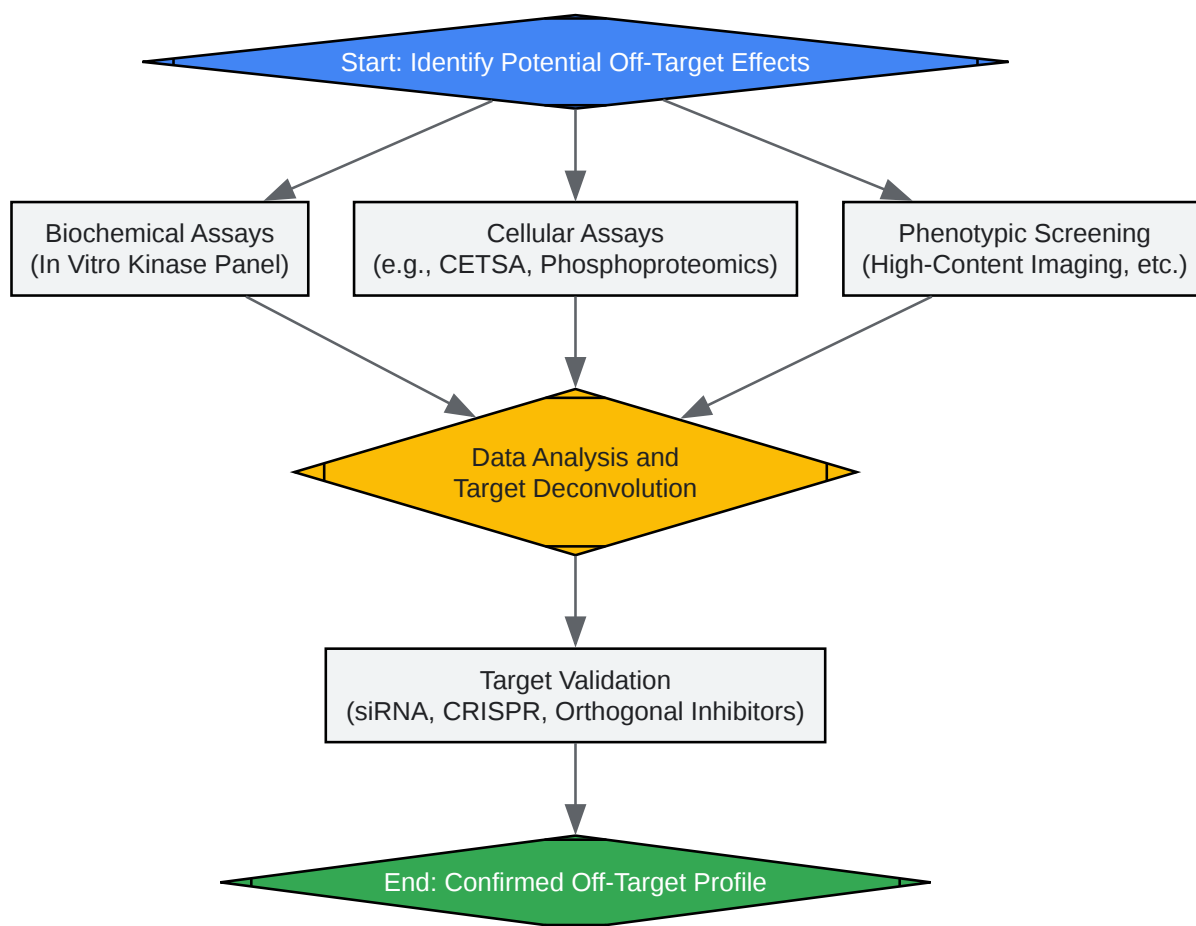 Start: Identify Potential Off-Target Effects
Biochemical Assays
(In Vitro Kinase Panel)
Cellular Assays
(e.g., CETSA, Phosphoproteomics)
Phenotypic Screening
(High-Content Imaging, etc.)
Data Analysis and
Target Deconvolution
Target Validation
(siRNA, CRISPR, Orthogonal Inhibitors)
End: Confirmed Off-Target Profile